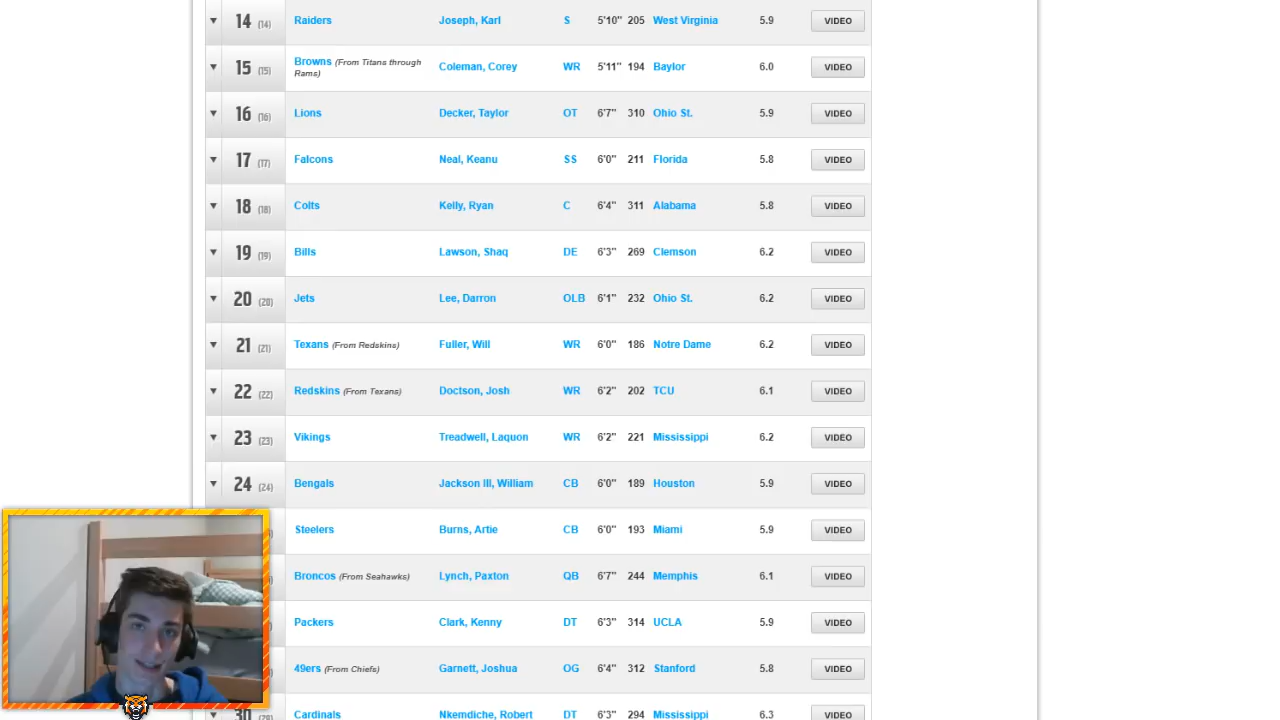 ▼ 14 (14) Raiders Joseph, Karl S 5'10" 205 West Virginia 5.9 VIDEO
▼ 15 (15) Browns (From Titans through Rams) Coleman, Corey WR 5'11" 194 Baylor 6.0 VIDEO
▼ 16 (16) Lions Decker, Taylor OT 6'7" 310 Ohio St. 5.9 VIDEO
▼ 17 (17) Falcons Neal, Keanu SS 6'0" 211 Florida 5.8 VIDEO
▼ 18 (18) Colts Kelly, Ryan C 6'4" 311 Alabama 5.8 VIDEO
▼ 19 (19) Bills Lawson, Shaq DE 6'3" 269 Clemson 6.2 VIDEO
▼ 20 (20) Jets Lee, Darron OLB 6'1" 232 Ohio St. 6.2 VIDEO
▼ 21 (21) Texans (From Redskins) Fuller, Will WR 6'0" 186 Notre Dame 6.2 VIDEO
▼ 22 (22) Redskins (From Texans) Doctson, Josh WR 6'2" 202 TCU 6.1 VIDEO
▼ 23 (23) Vikings Treadwell, Laquon WR 6'2" 221 Mississippi 6.2 VIDEO
▼ 24 (24) Bengals Jackson III, William CB 6'0" 189 Houston 5.9 VIDEO
Steelers Burns, Artie CB 6'0" 193 Miami 5.9 VIDEO
Broncos (From Seahawks) Lynch, Paxton QB 6'7" 244 Memphis 6.1 VIDEO
Packers Clark, Kenny DT 6'3" 314 UCLA 5.9 VIDEO
49ers (From Chiefs) Garnett, Joshua OG 6'4" 312 Stanford 5.8 VIDEO
▼ 30 (29) Cardinals Nkemdiche, Robert DT 6'3" 294 Mississippi 6.3 VIDEO